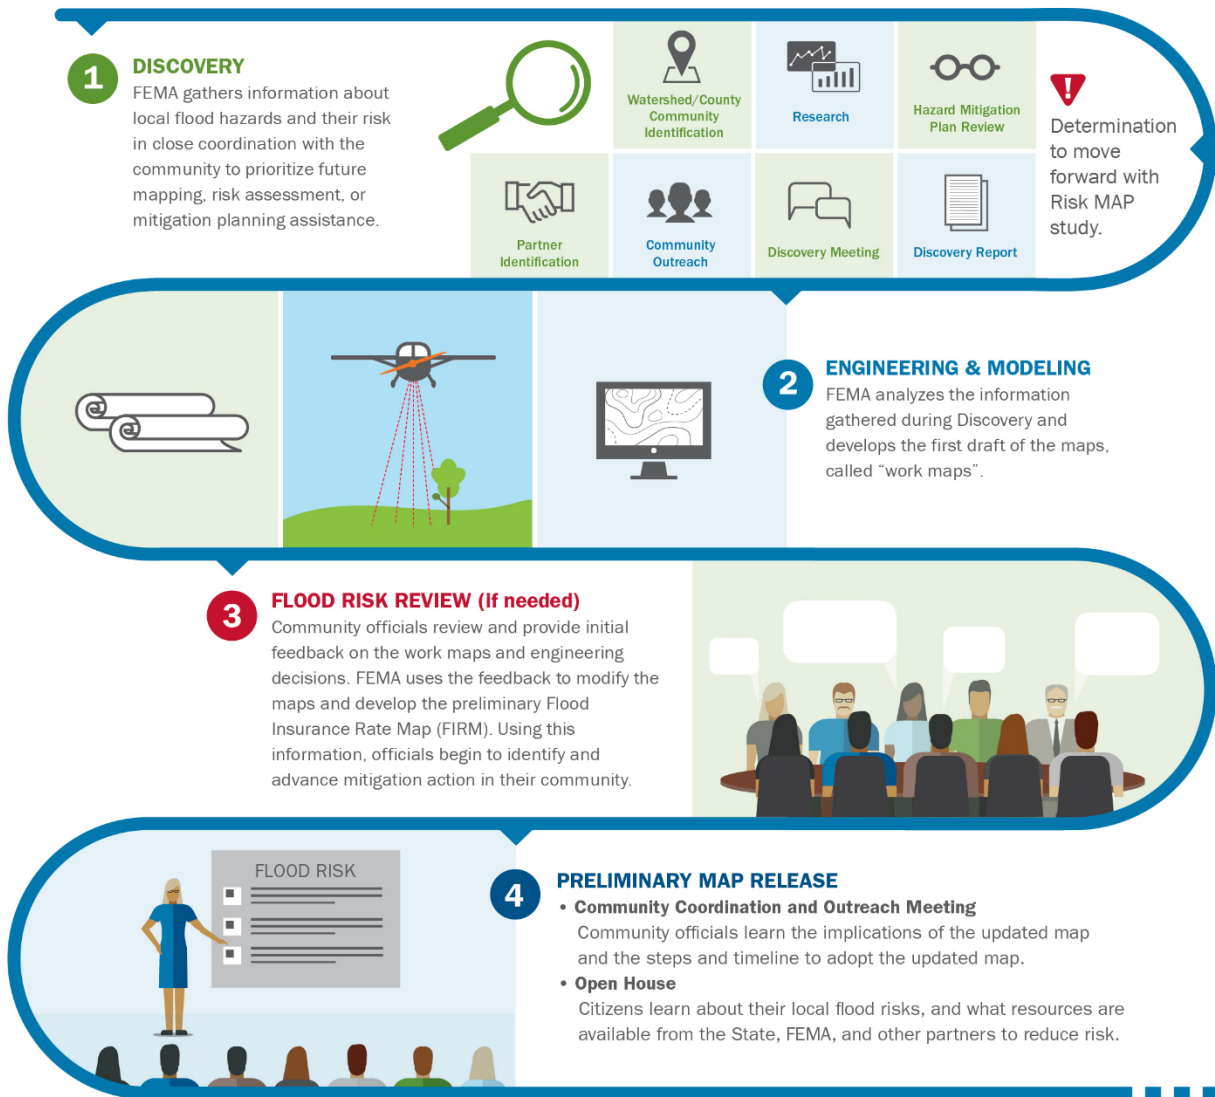 1
DISCOVERY
FEMA gathers information about
local flood hazards and their risk
in close coordination with the
community to prioritize future
mapping, risk assessment, or
mitigation planning assistance.
Watershed/County
Community
Identification
Research
Hazard Mitigation
Plan Review
Partner
Identification
Community
Outreach
Discovery Meeting
Discovery Report
!
Determination
to move
forward with
Risk MAP
study.
2
ENGINEERING & MODELING
FEMA analyzes the information
gathered during Discovery and
develops the first draft of the maps,
called “work maps”.
3
FLOOD RISK REVIEW (if needed)
Community officials review and provide initial
feedback on the work maps and engineering
decisions. FEMA uses the feedback to modify the
maps and develop the preliminary Flood
Insurance Rate Map (FIRM). Using this
information, officials begin to identify and
advance mitigation action in their community.
FLOOD RISK
4
PRELIMINARY MAP RELEASE
• Community Coordination and Outreach Meeting
Community officials learn the implications of the updated map
and the steps and timeline to adopt the updated map.
• Open House
Citizens learn about their local flood risks, and what resources are
available from the State, FEMA, and other partners to reduce risk.